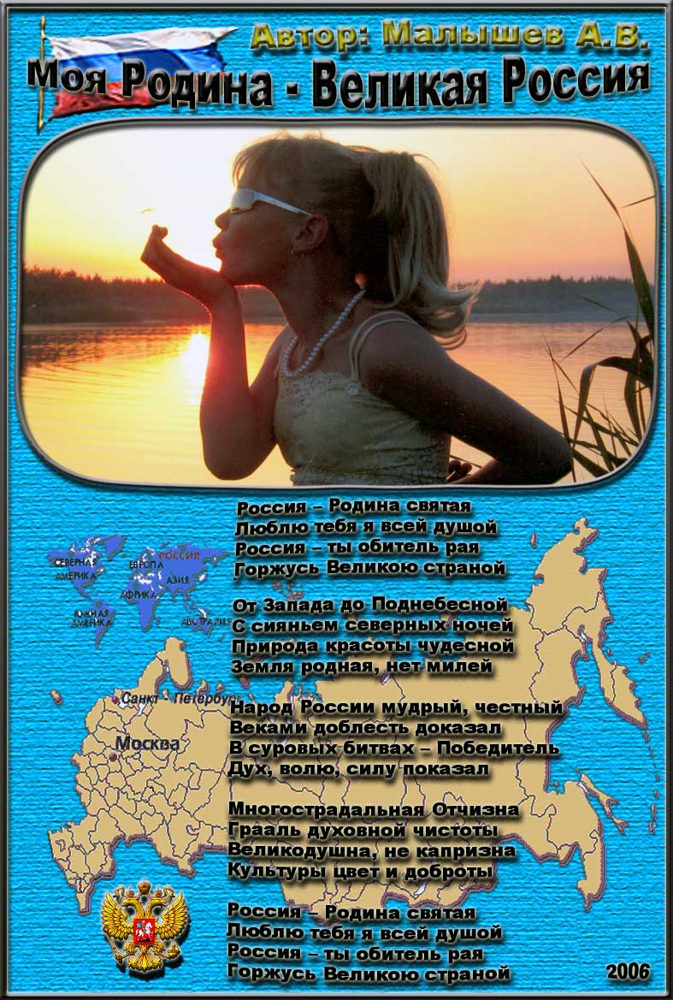 Автор: Малышев А.В.
Моя Родина - Великая Россия
Россия – Родина святая
Люблю тебя я всей душой
Россия – ты обитель рая
Горжусь Великою страной
От Запада до Поднебесной
С сияньем северных ночей
Природа красоты чудесной
Земля родная, нет милей
Народ России мудрый, честный
Веками доблесть доказал
В суровых битвах – Победитель
Дух, волю, силу показал
Многострадальная Отчизна
Грааль духовной чистоты
Великодушна, не капризна
Культуры цвет и доброты
Россия – Родина святая
Люблю тебя я всей душой
Россия – ты обитель рая
Горжусь Великою страной
СЕВЕРНАЯ
АМЕРИКА
ЕВРОПА
РОССИЯ
АЗИЯ
АФРИКА
ЮЖНАЯ
АМЕРИКА
АВСТРАЛИЯ
Санкт - Петербург
Москва
2006